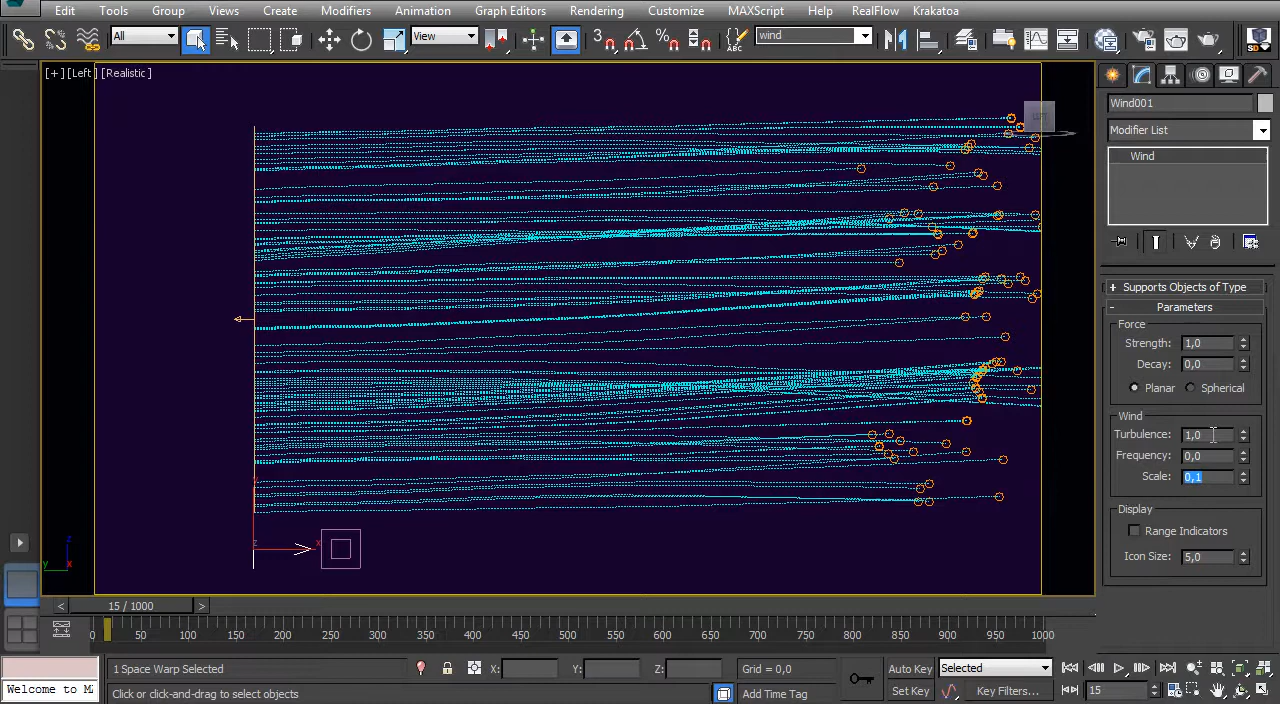 Edit Tools Group Views Create Modifiers Animation Graph Editors Rendering Customize MAXScript Help RealFlow Krakatoa
All View 3 wind SD
[+] [Left] [Realistic]
Wind001
Modifier List
Wind
+ Supports Objects of Type
- Parameters
Force
Strength: 1,0
Decay: 0,0
Planar Spherical
Wind
Turbulence: 1,0
Frequency: 0,0
Scale: 0,1
Display
Range Indicators
Icon Size: 5,0
z x
z
y x
< 15 / 1000 >
0 50 100 150 200 250 300 350 400 450 500 550 600 650 700 750 800 850 900 950 1000
1 Space Warp Selected X: Y: Z: Grid = 0,0 Auto Key Selected
Welcome to M Click or click-and-drag to select objects Add Time Tag Set Key Key Filters... 15